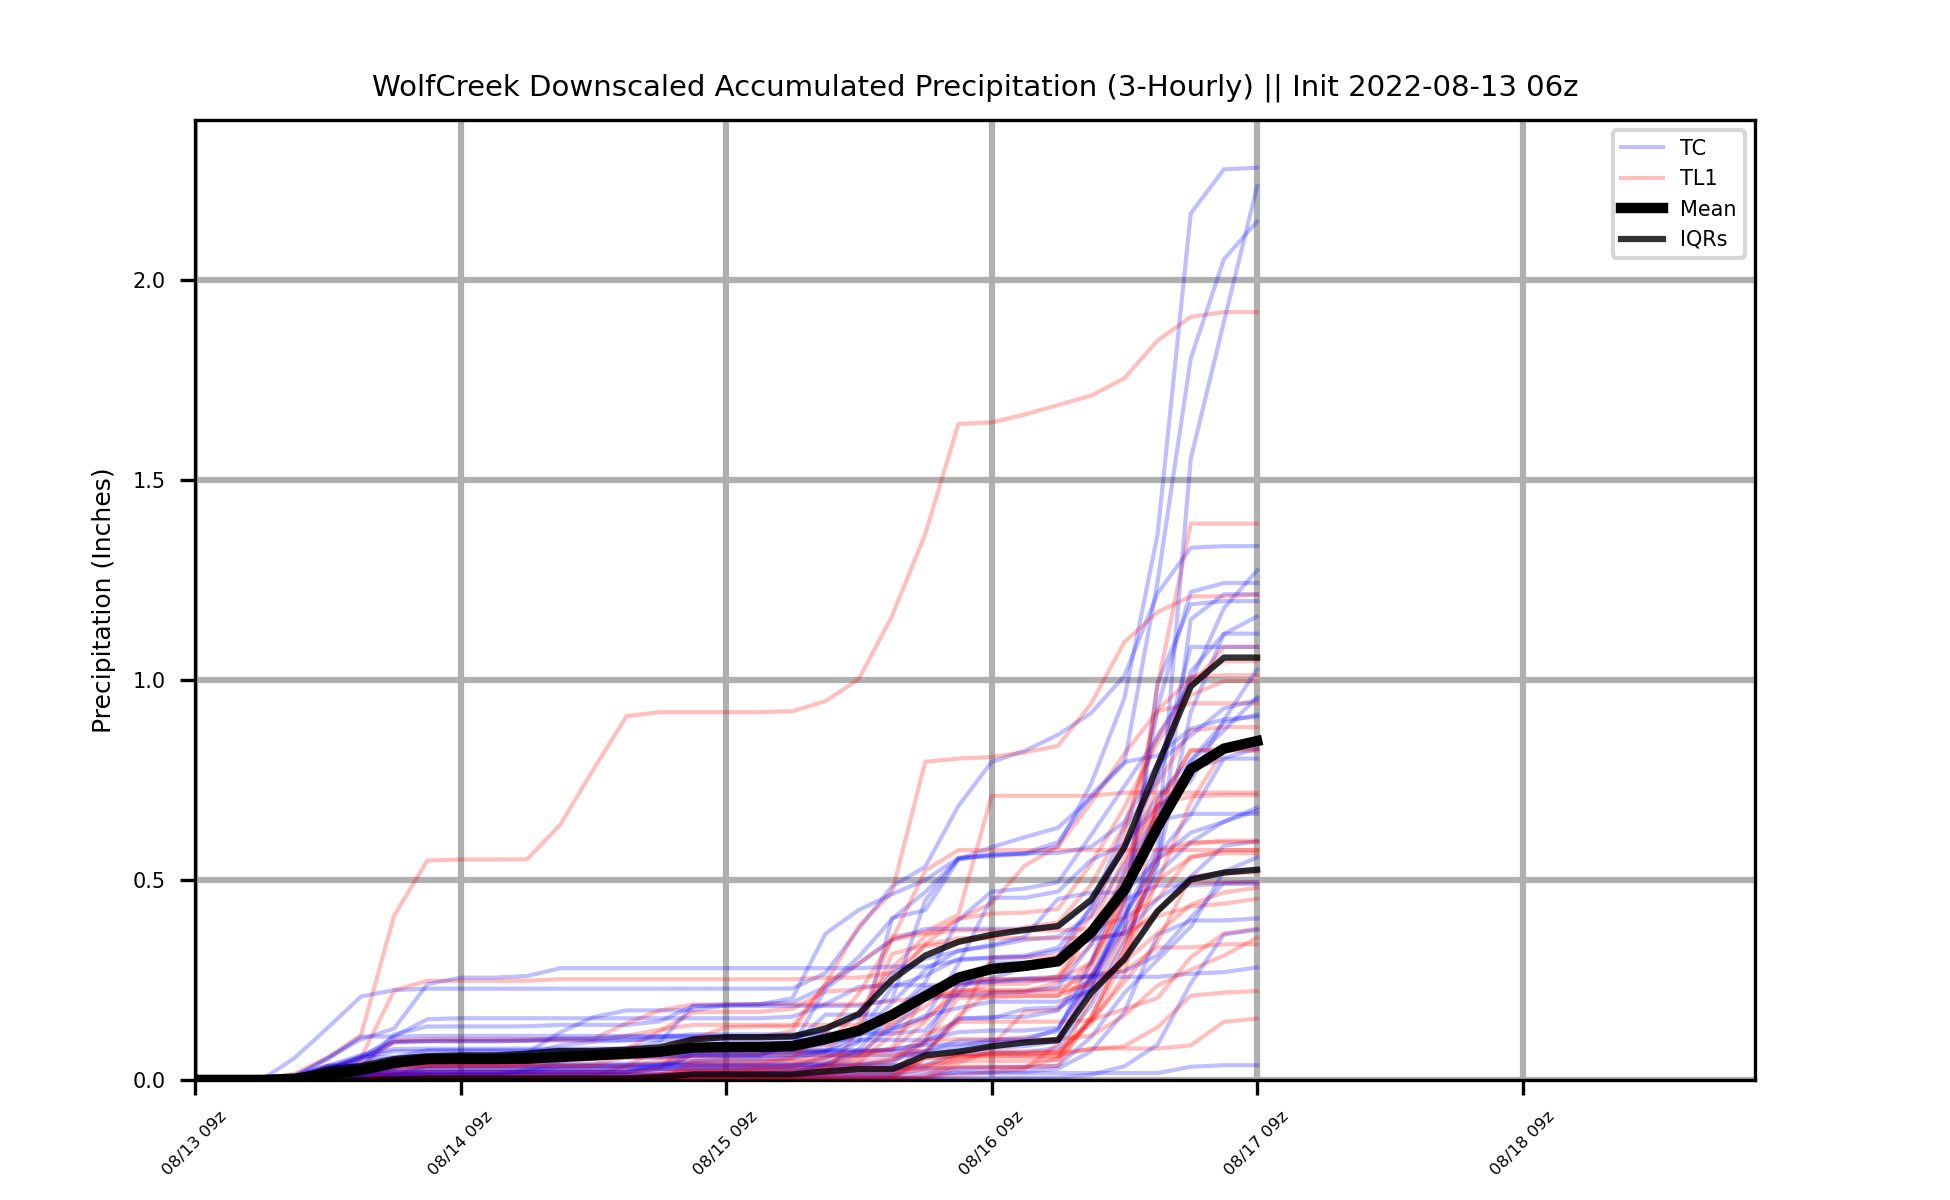 WolfCreek Downscaled Accumulated Precipitation (3-Hourly) || Init 2022-08-13 06z
TC
TL1
Mean
IQRs
Precipitation (Inches)
2.0
1.5
1.0
0.5
0.0
08/13 09z
08/14 09z
08/15 09z
08/16 09z
08/17 09z
08/18 09z